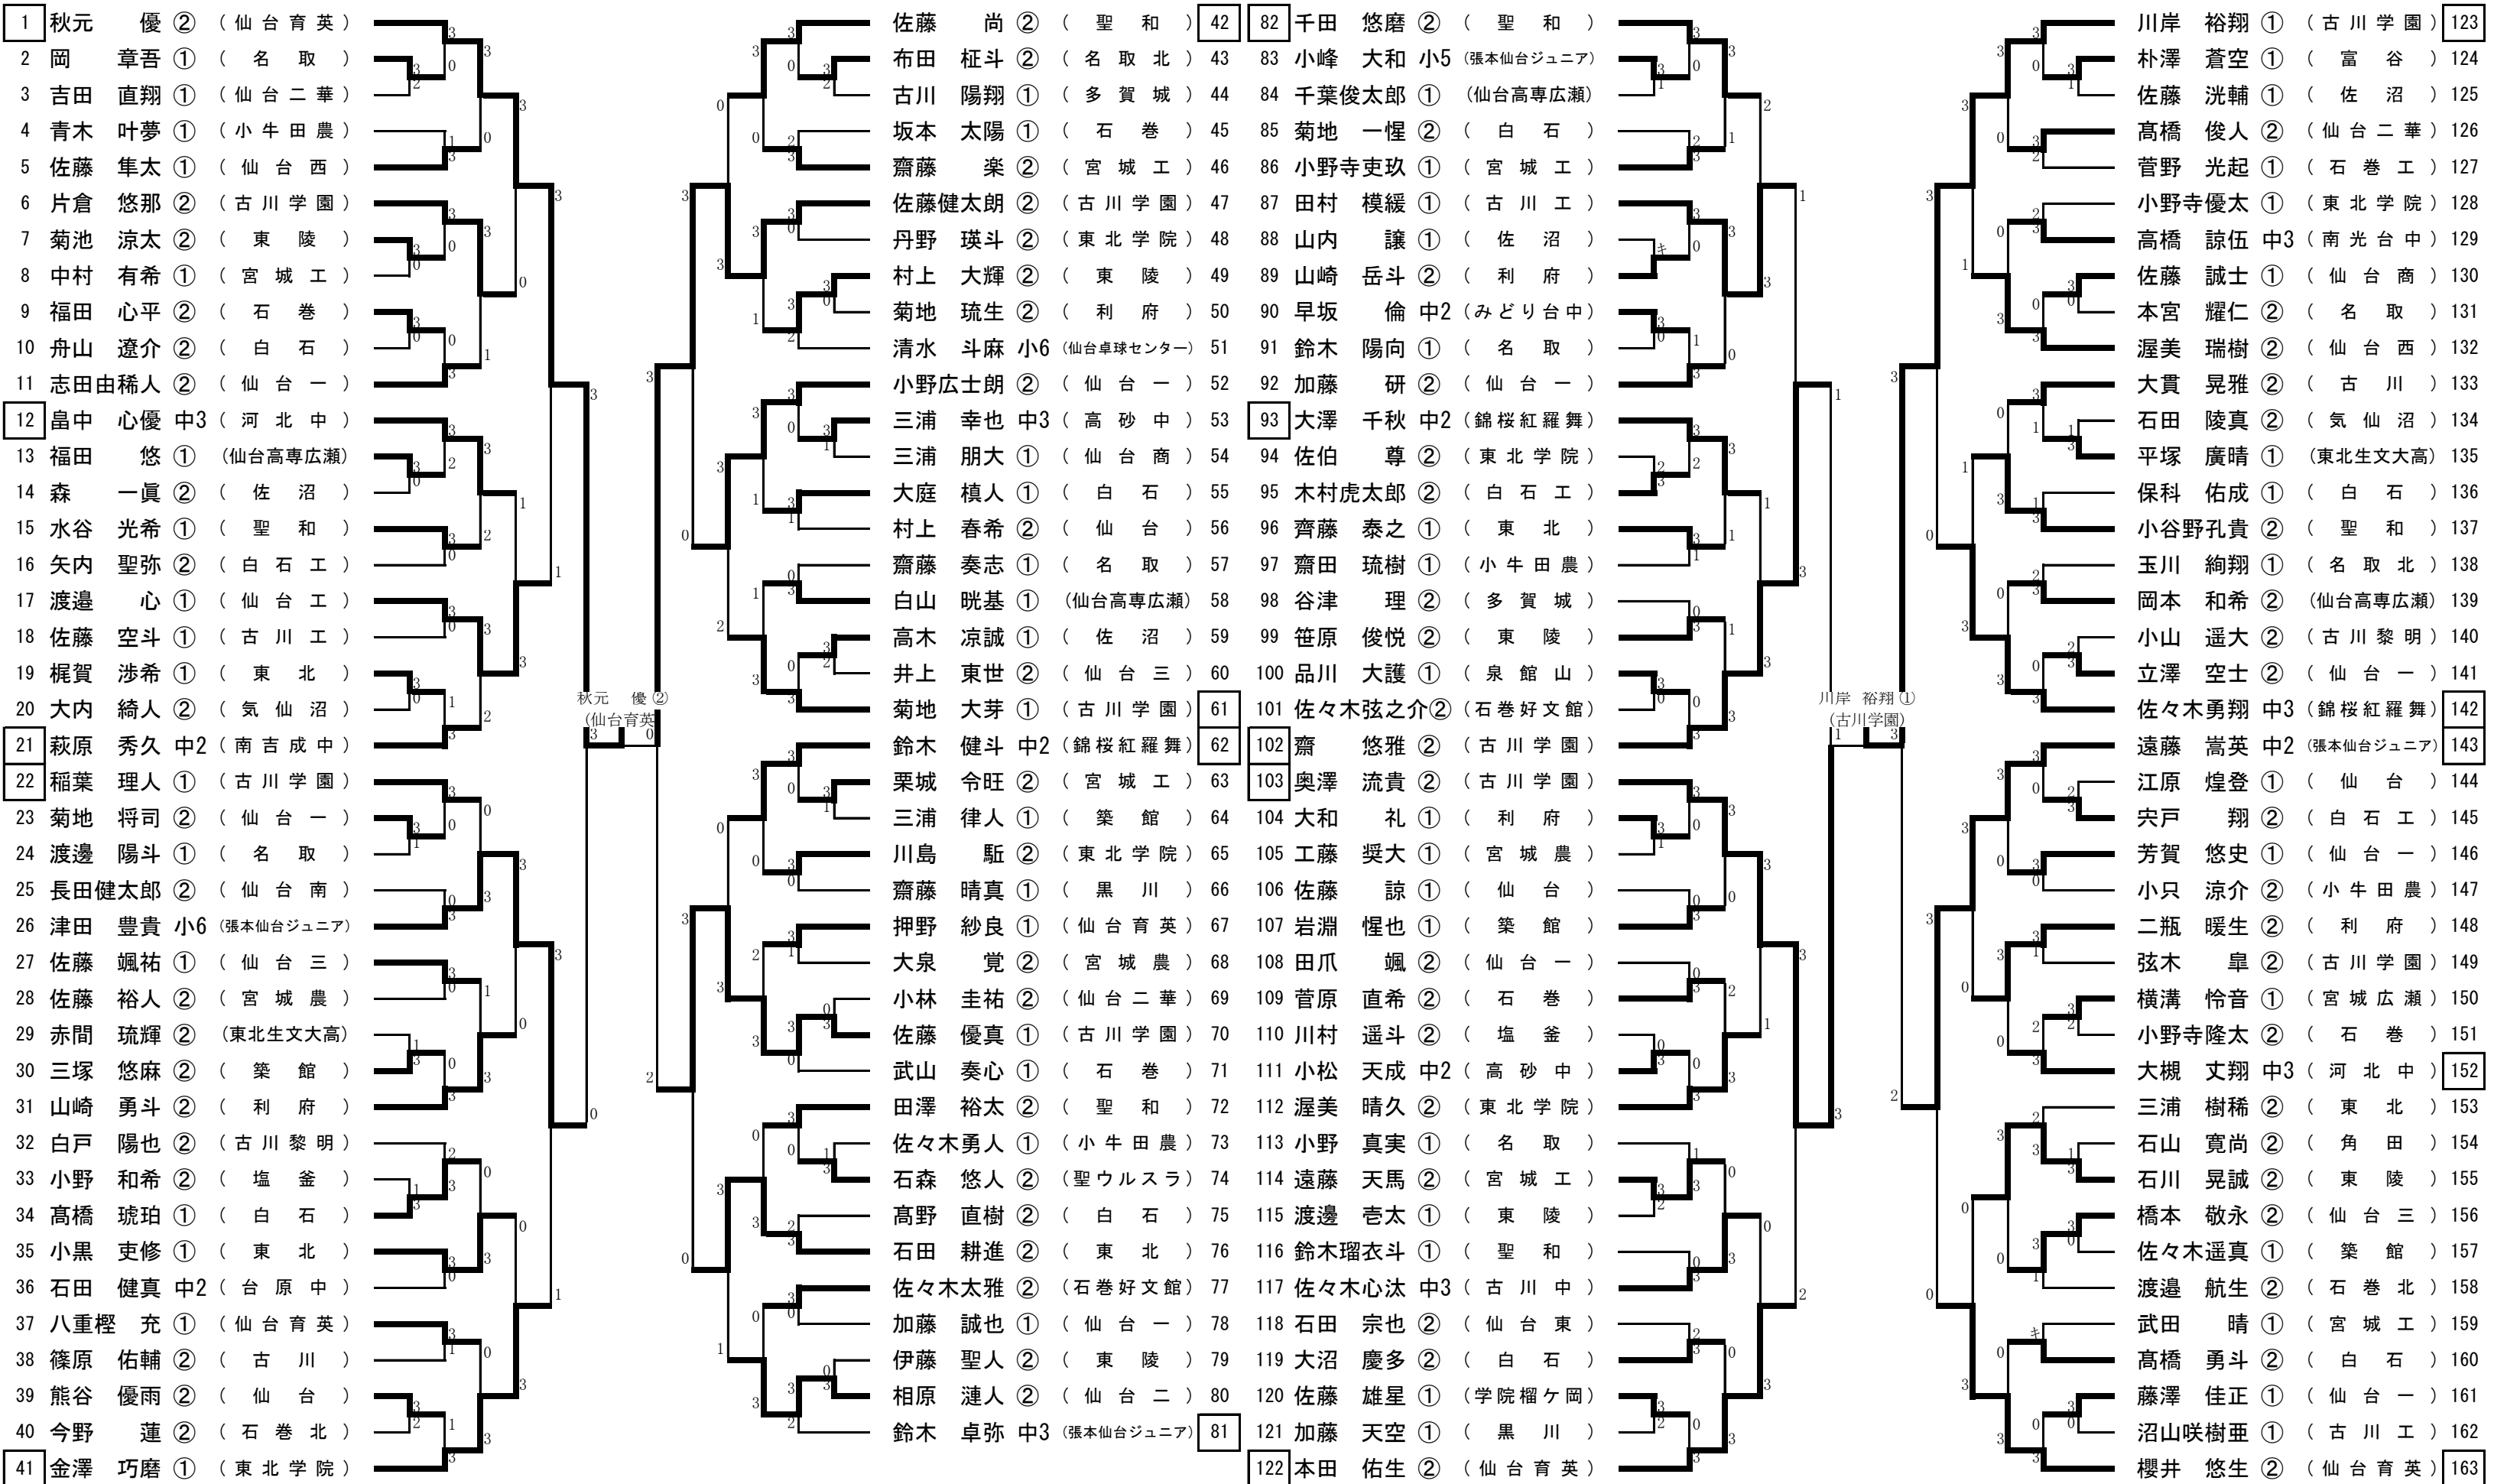 1 秋元 優 ② (仙台育英)
2 岡 章吾 ① (名取)
3 吉田 直翔 ① (仙台二華)
4 青木 叶夢 ① (小牛田農)
5 佐藤 隼太 ① (仙台西)
6 片倉 悠那 ② (古川学園)
7 菊池 涼太 ② (東陵)
8 中村 有希 ① (宮城工)
9 福田 心平 ② (石巻)
10 舟山 遼介 ② (白石)
11 志田由稀人 ② (仙台一)
12 畠中 心優 中3 (河北中)
13 福田 悠 ① (仙台高専広瀬)
14 森 一眞 ② (佐沼)
15 水谷 光希 ① (聖和)
16 矢内 聖弥 ② (白石工)
17 渡邉 心 ① (仙台工)
18 佐藤 空斗 ① (古川工)
19 梶賀 渉希 ① (東北)
20 大内 綺人 ② (気仙沼)
21 萩原 秀久 中2 (南吉成中)
22 稲葉 理人 ① (古川学園)
23 菊地 将司 ② (仙台一)
24 渡邊 陽斗 ① (名取)
25 長田健太郎 ② (仙台南)
26 津田 豊貴 小6 (張本仙台ジュニア)
27 佐藤 颯祐 ① (仙台三)
28 佐藤 裕人 ② (宮城農)
29 赤間 琉輝 ② (東北生文大高)
30 三塚 悠麻 ② (築館)
31 山崎 勇斗 ② (利府)
32 白戸 陽也 ② (古川黎明)
33 小野 和希 ② (塩釜)
34 髙橋 琥珀 ① (白石)
35 小黒 吏修 ① (東北)
36 石田 健真 中2 (台原中)
37 八重樫 充 ① (仙台育英)
38 篠原 佑輔 ② (古川)
39 熊谷 優雨 ② (仙台)
40 今野 蓮 ② (石巻北)
41 金澤 巧磨 ① (東北学院)
秋元 優 ②
(仙台育英
佐藤 尚 ② (聖和) 42
布田 柾斗 ② (名取北) 43
古川 陽翔 ① (多賀城) 44
坂本 太陽 ① (石巻) 45
齋藤 楽 ② (宮城工) 46
佐藤健太朗 ② (古川学園) 47
丹野 瑛斗 ② (東北学院) 48
村上 大輝 ② (東陵) 49
菊地 琉生 ② (利府) 50
清水 斗麻 小6 (仙台卓球センター) 51
小野広士朗 ② (仙台一) 52
三浦 幸也 中3 (高砂中) 53
三浦 朋大 ① (仙台商) 54
大庭 槙人 ① (白石) 55
村上 春希 ② (仙台) 56
齋藤 奏志 ① (名取) 57
白山 晄基 ① (仙台高専広瀬) 58
高木 凉誠 ① (佐沼) 59
井上 東世 ② (仙台三) 60
菊地 大芽 ① (古川学園) 61
鈴木 健斗 中2 (錦桜紅羅舞) 62
栗城 令旺 ② (宮城工) 63
三浦 律人 ① (築館) 64
川島 駈 ② (東北学院) 65
齋藤 晴真 ① (黒川) 66
押野 紗良 ① (仙台育英) 67
大泉 覚 ② (宮城農) 68
小林 圭祐 ② (仙台二華) 69
佐藤 優真 ① (古川学園) 70
武山 奏心 ① (石巻) 71
田澤 裕太 ② (聖和) 72
佐々木勇人 ① (小牛田農) 73
石森 悠人 ② (聖ウルスラ) 74
髙野 直樹 ② (白石) 75
石田 耕進 ② (東北) 76
佐々木太雅 ② (石巻好文館) 77
加藤 誠也 ① (仙台一) 78
伊藤 聖人 ② (東陵) 79
相原 漣人 ② (仙台二) 80
鈴木 卓弥 中3 (張本仙台ジュニア) 81
82 千田 悠磨 ② (聖和)
83 小峰 大和 小5 (張本仙台ジュニア)
84 千葉俊太郎 ① (仙台高専広瀬)
85 菊地 一惺 ② (白石)
86 小野寺吏玖 ① (宮城工)
87 田村 模緩 ① (古川工)
88 山内 譲 ① (佐沼)
89 山崎 岳斗 ② (利府)
90 早坂 倫 中2 (みどり台中)
91 鈴木 陽向 ① (名取)
92 加藤 研 ② (仙台一)
93 大澤 千秋 中2 (錦桜紅羅舞)
94 佐伯 尊 ② (東北学院)
95 木村虎太郎 ② (白石工)
96 齊藤 泰之 ① (東北)
97 齋田 琉樹 ① (小牛田農)
98 谷津 理 ② (多賀城)
99 笹原 俊悦 ② (東陵)
100 品川 大護 ① (泉館山)
101 佐々木弦之介② (石巻好文館)
102 齋 悠雅 ② (古川学園)
103 奥澤 流貴 ② (古川学園)
104 大和 礼 ① (利府)
105 工藤 奨大 ① (宮城農)
106 佐藤 諒 ① (仙台)
107 岩淵 惺也 ① (築館)
108 田爪 颯 ② (仙台一)
109 菅原 直希 ② (石巻)
110 川村 遥斗 ② (塩釜)
111 小松 天成 中2 (高砂中)
112 渥美 晴久 ② (東北学院)
113 小野 真実 ① (名取)
114 遠藤 天馬 ② (宮城工)
115 渡邊 壱太 ① (東陵)
116 鈴木瑠衣斗 ① (聖和)
117 佐々木心汰 中3 (古川中)
118 石田 宗也 ② (仙台東)
119 大沼 慶多 ② (白石)
120 佐藤 雄星 ① (学院榴ケ岡)
121 加藤 天空 ① (黒川)
122 本田 佑生 ② (仙台育英)
川岸 裕翔 ①
(古川学園)
川岸 裕翔 ① (古川学園) 123
朴澤 蒼空 ① (富谷) 124
佐藤 洸輔 ① (佐沼) 125
髙橋 俊人 ② (仙台二華) 126
菅野 光起 ① (石巻工) 127
小野寺優太 ① (東北学院) 128
高橋 諒伍 中3 (南光台中) 129
佐藤 誠士 ① (仙台商) 130
本宮 耀仁 ② (名取) 131
渥美 瑞樹 ② (仙台西) 132
大貫 晃雅 ② (古川) 133
石田 陵真 ② (気仙沼) 134
平塚 廣晴 ① (東北生文大高) 135
保科 佑成 ① (白石) 136
小谷野孔貴 ② (聖和) 137
玉川 絢翔 ① (名取北) 138
岡本 和希 ② (仙台高専広瀬) 139
小山 遥大 ② (古川黎明) 140
立澤 空士 ② (仙台一) 141
佐々木勇翔 中3 (錦桜紅羅舞) 142
遠藤 嵩英 中2 (張本仙台ジュニア) 143
江原 煌登 ① (仙台) 144
宍戸 翔 ② (白石工) 145
芳賀 悠史 ① (仙台一) 146
小只 涼介 ② (小牛田農) 147
二瓶 暖生 ② (利府) 148
弦木 皐 ② (古川学園) 149
横溝 怜音 ① (宮城広瀬) 150
小野寺隆太 ② (石巻) 151
大槻 丈翔 中3 (河北中) 152
三浦 樹稀 ② (東北) 153
石山 寛尚 ② (角田) 154
石川 晃誠 ② (東陵) 155
橋本 敬永 ② (仙台三) 156
佐々木遥真 ① (築館) 157
渡邉 航生 ② (石巻北) 158
武田 晴 ① (宮城工) 159
髙橋 勇斗 ② (白石) 160
藤澤 佳正 ① (仙台一) 161
沼山咲樹亜 ① (古川工) 162
櫻井 悠生 ② (仙台育英) 163